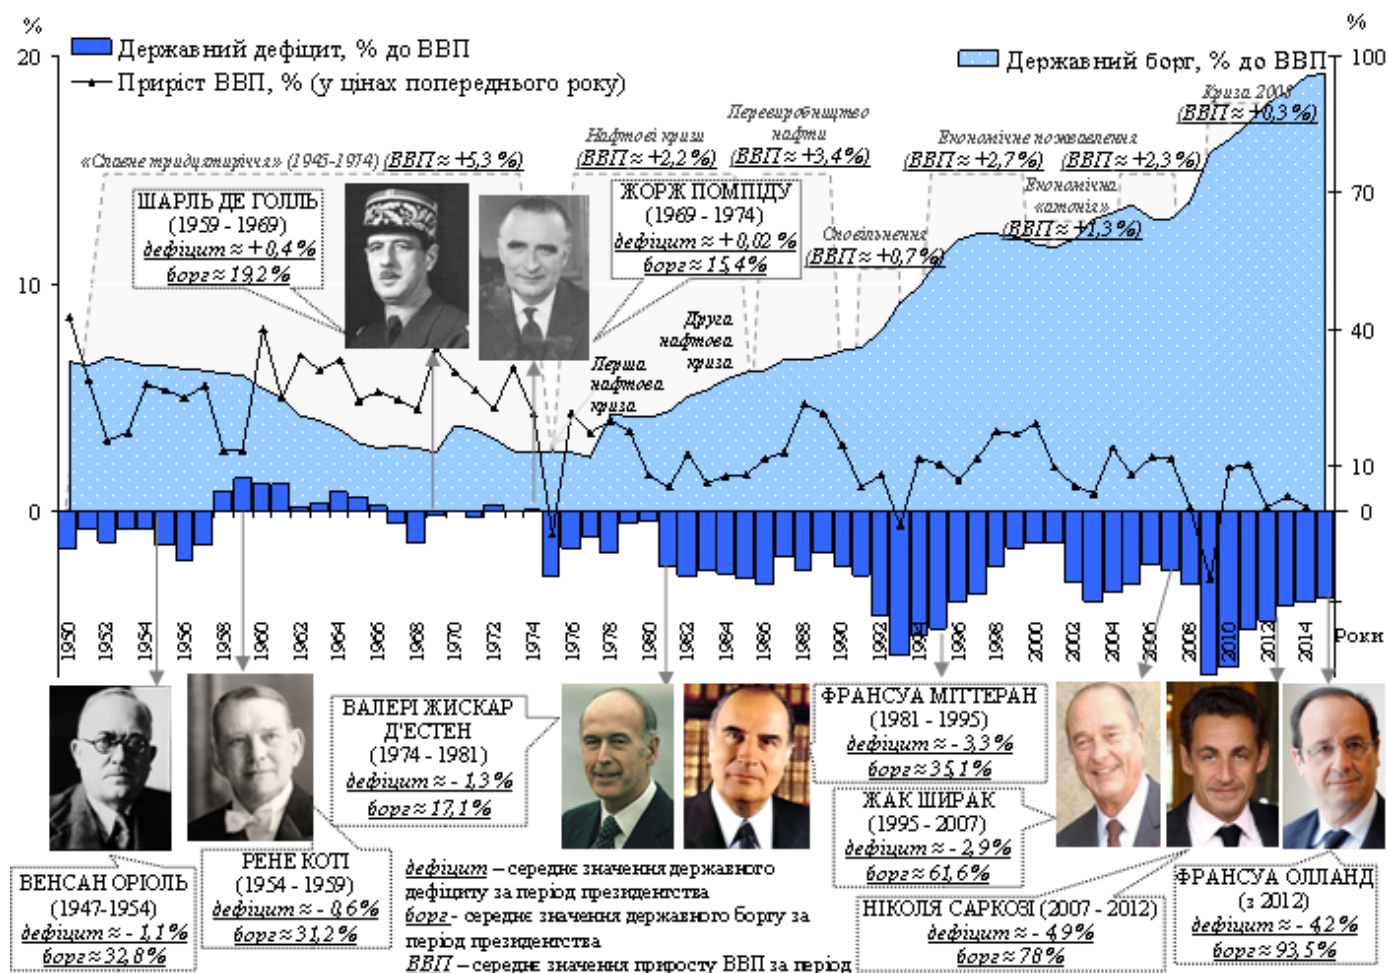 %
%
Державний дефіцит, % до ВВП
Приріст ВВП, % (у цінах попереднього року)
Державний борг, % до ВВП
20
10
0
100
70
40
10
0
Криза 2008
(ВВП ≈ +0,3%)
Перевиробництво
нафти
(ВВП ≈ +3,4%)
Нафтові кризи
(ВВП ≈ +2,2%)
Економічне пожвавлення
(ВВП ≈ +2,7%)
(ВВП ≈ +2,3%)
«Славне тридцятиріччя» (1945-1974) (ВВП ≈ +5,3%)
Економічна
«атонія»
(ВВП ≈ +1,3%)
Сповільнення
(ВВП ≈ +0,7%)
ШАРЛЬ ДЕ ГОЛЛЬ
(1959 - 1969)
дефіцит ≈ +0,4%
борг ≈ 19,2%
ЖОРЖ ПОМПІДУ
(1969 - 1974)
дефіцит ≈ +0,02%
борг ≈ 15,4%
Друга
нафтова
криза
Перша
нафтова
криза
1950
1952
1954
1956
1958
1960
1962
1964
1966
1968
1970
1972
1974
1976
1978
1980
1982
1984
1986
1988
1990
1992
1994
1996
1998
2000
2002
2004
2006
2008
2010
2012
2014
Роки
ВАЛЕРІ ЖИСКАР
Д'ЕСТЕН
(1974 - 1981)
дефіцит ≈ - 1,3%
борг ≈ 17,1%
ФРАНСУА МІТТЕРАН
(1981 - 1995)
дефіцит ≈ - 3,3%
борг ≈ 35,1%
ЖАК ШИРАК
(1995 - 2007)
дефіцит ≈ - 2,9%
борг ≈ 61,6%
ВЕНСАН ОРІОЛЬ
(1947-1954)
дефіцит ≈ - 1,1%
борг ≈ 32,8%
РЕНЕ КОТІ
(1954 - 1959)
дефіцит ≈ - 0,6%
борг ≈ 31,2%
дефіцит – середнє значення державного
дефіциту за період президентства
борг - середнє значення державного боргу за
період президентства
ВВП – середнє значення приросту ВВП за період
НІКОЛЯ САРКОЗІ (2007 - 2012)
дефіцит ≈ - 4,9%
борг ≈ 78%
ФРАНСУА ОЛЛАНД
(з 2012)
дефіцит ≈ - 4,2%
борг ≈ 93,5%